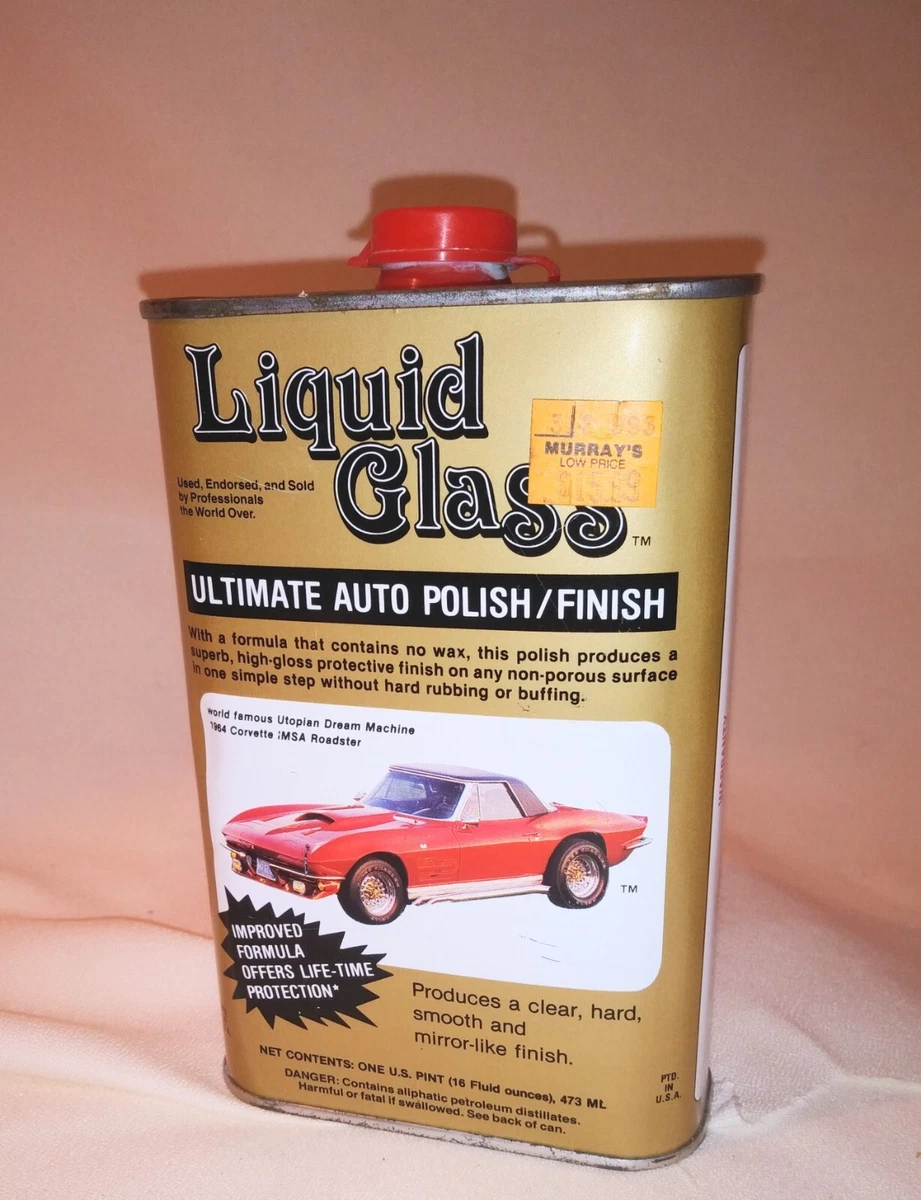 Liquid
Glass
TM
MURRAY'S
LOW PRICE
Used, Endorsed, and Sold
by Professionals
the World Over.
ULTIMATE AUTO POLISH/FINISH
With a formula that contains no wax, this polish produces a
superb, high-gloss protective finish on any non-porous surface
in one simple step without hard rubbing or buffing.
world famous Utopian Dream Machine
1964 Corvette IMSA Roadster
TM
IMPROVED
FORMULA
OFFERS LIFE-TIME
PROTECTION*
Produces a clear, hard,
smooth and
mirror-like finish.
NET CONTENTS: ONE U.S. PINT (16 Fluid ounces), 473 ML
DANGER: Contains aliphatic petroleum distillates.
Harmful or fatal if swallowed. See back of can.
PTD.
IN
U.S.A.
WARRANTY